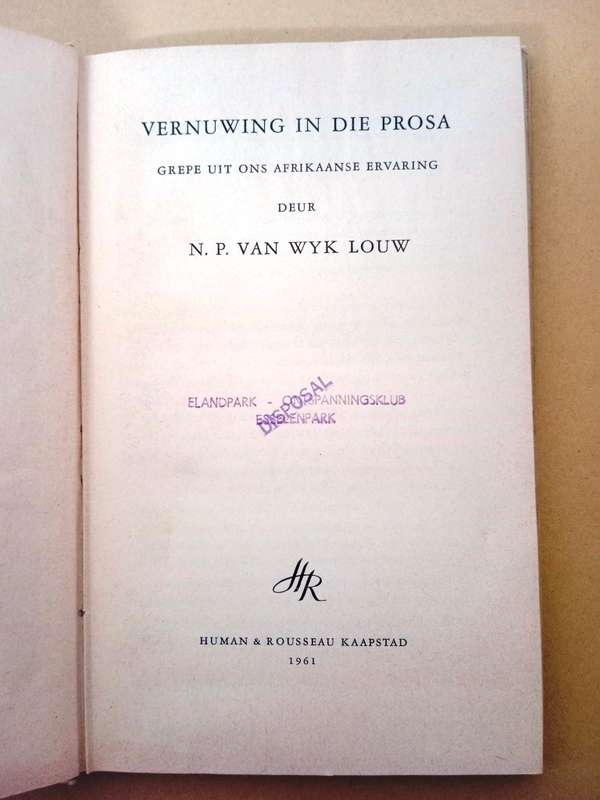 VERNUWING IN DIE PROSA
GREPE UIT ONS AFRIKAANSE ERVARING
DEUR
N. P. VAN WYK LOUW
ELANDPARK - ONTSPANNINGSKLUB
ESSELENPARK
DISPOSAL
HR
HUMAN & ROUSSEAU KAAPSTAD
1961